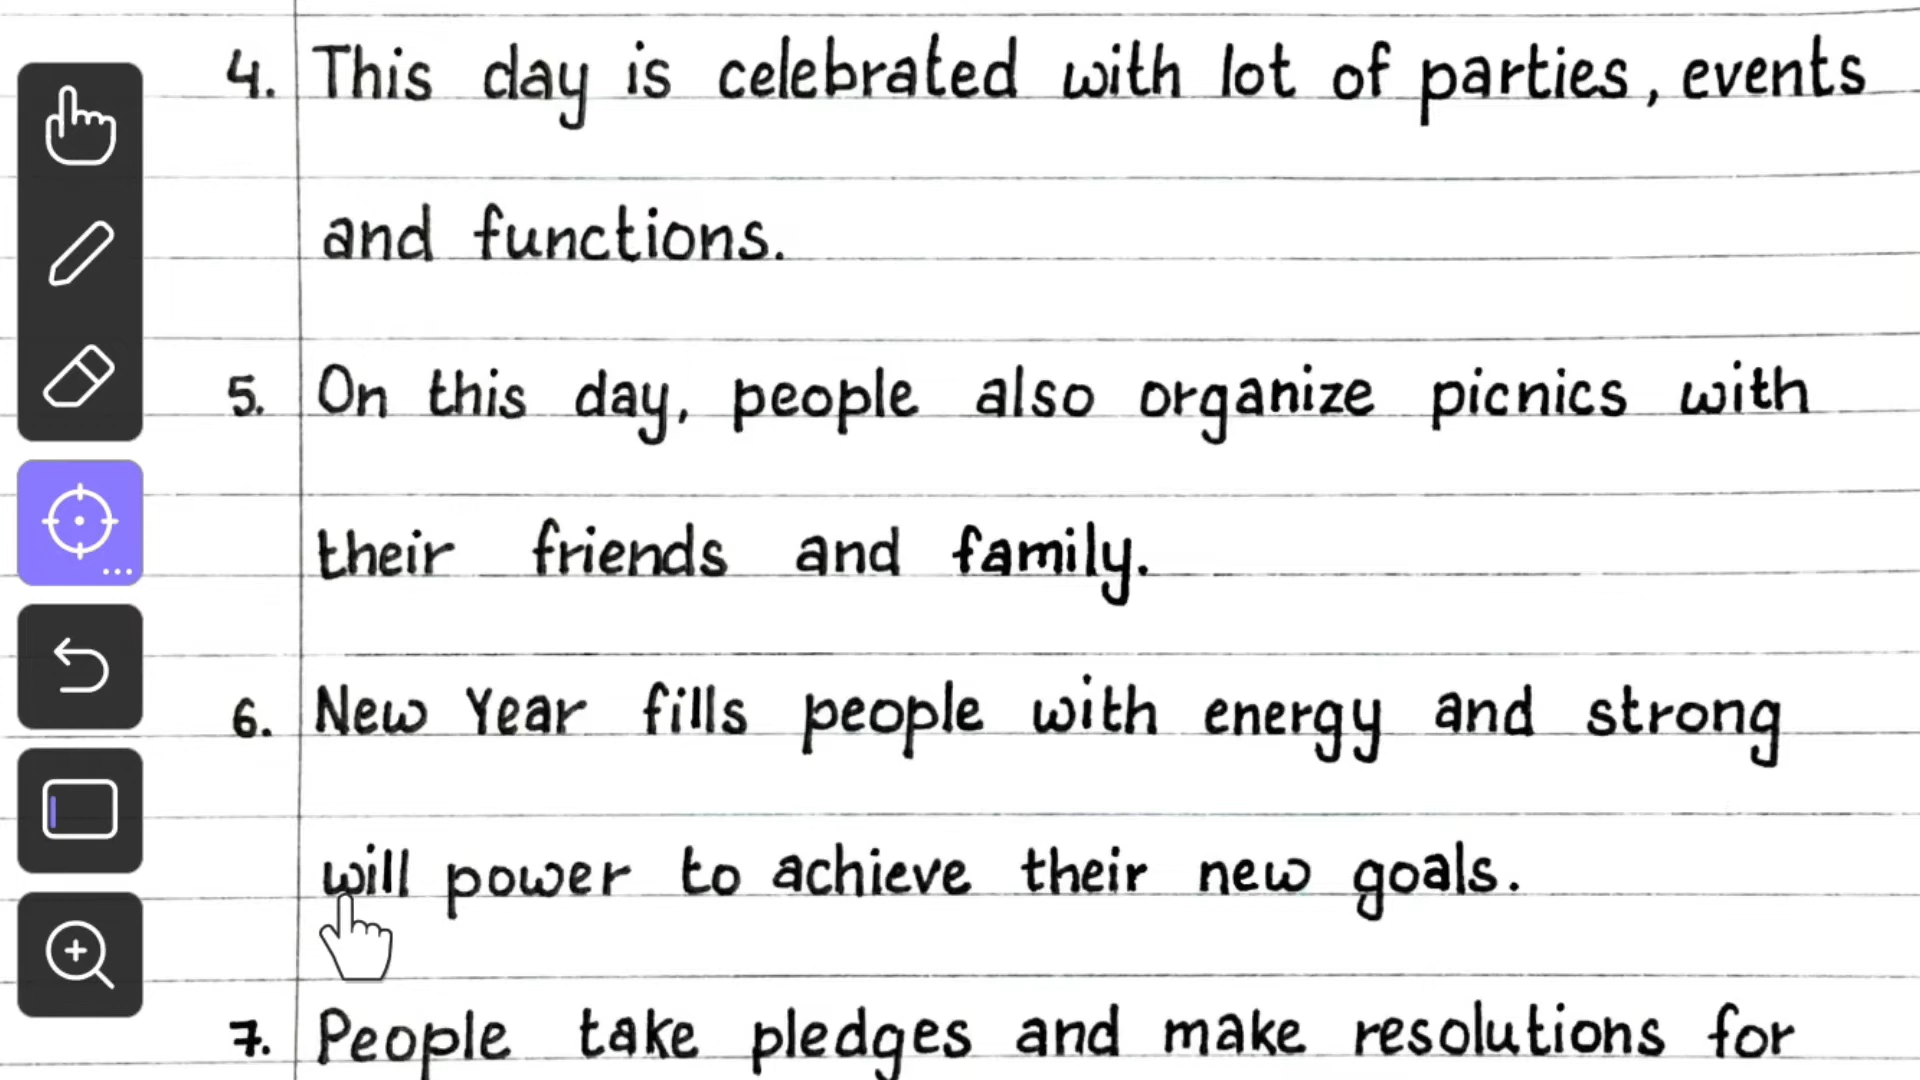 4. This day is celebrated with lot of parties, events
and functions.
5. On this day, people also organize picnics with
their friends and family.
6. New Year fills people with energy and strong
will power to achieve their new goals.
7. People take pledges and make resolutions for